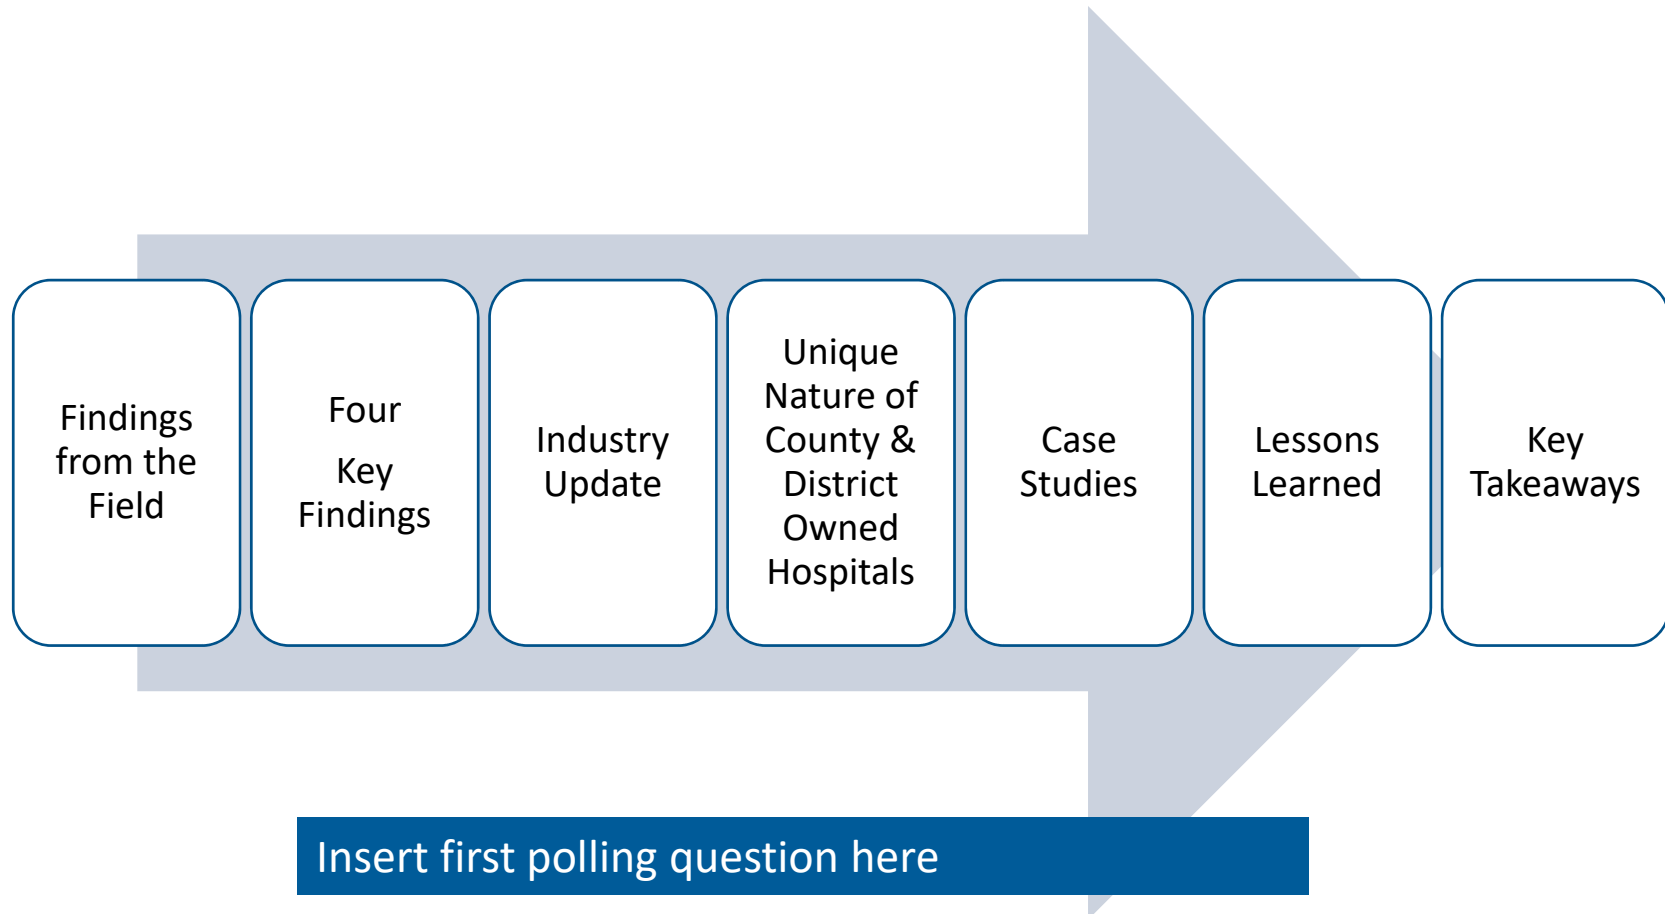 Findings
from the
Field
Four
Key
Findings
Industry
Update
Unique
Nature of
County &
District
Owned
Hospitals
Case
Studies
Lessons
Learned
Key
Takeaways
Insert first polling question here